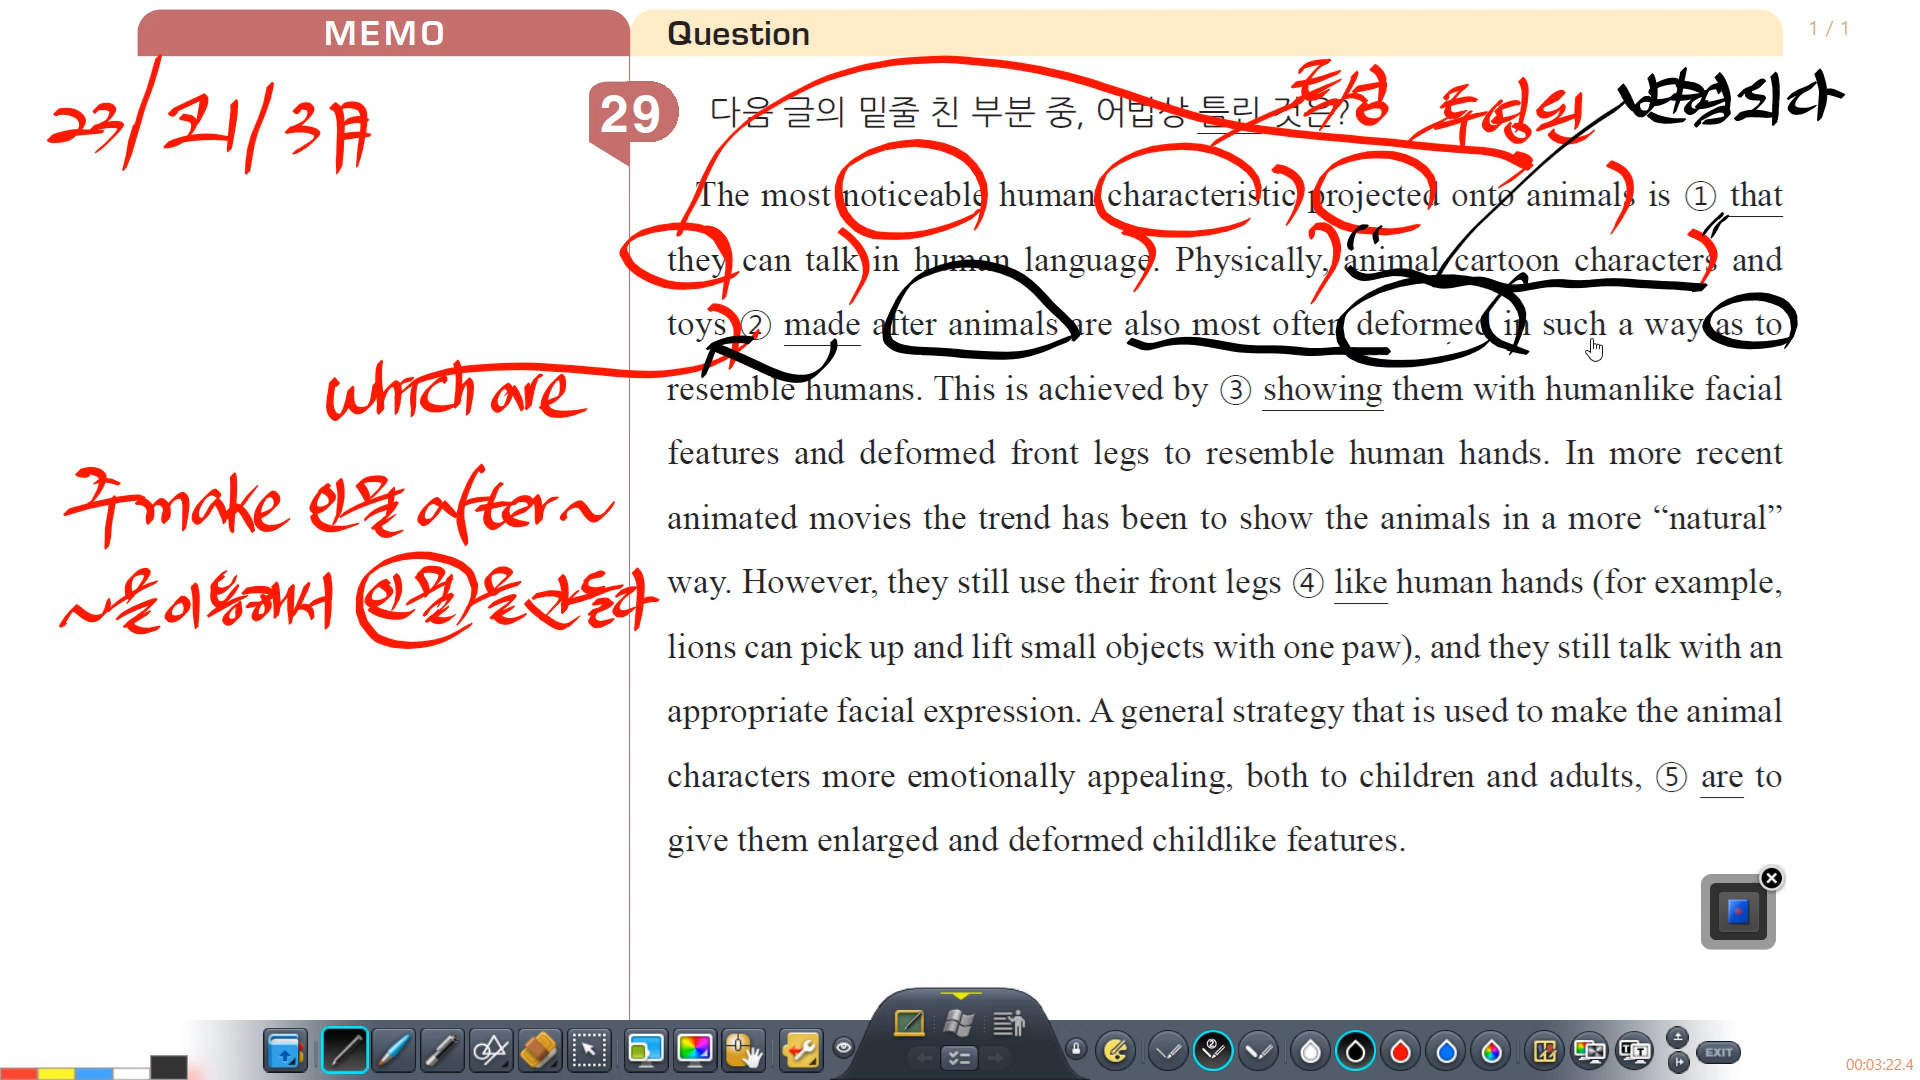 MEMO
Question
1 / 1
23/고1/3月
29 다음 글의 밑줄 친 부분 중, 어법상 틀린 것은?
특성
투영된
변형되다
The most noticeable human characteristic projected onto animals is ① that
they can talk in human language. Physically, animal cartoon characters and
toys ② made after animals are also most often deformed in such a way as to
resemble humans. This is achieved by ③ showing them with humanlike facial
features and deformed front legs to resemble human hands. In more recent
animated movies the trend has been to show the animals in a more “natural”
way. However, they still use their front legs ④ like human hands (for example,
lions can pick up and lift small objects with one paw), and they still talk with an
appropriate facial expression. A general strategy that is used to make the animal
characters more emotionally appealing, both to children and adults, ⑤ are to
give them enlarged and deformed childlike features.
which are
주 make 인물 after~
~을 이용해서 인물을 만들다
EXIT
00:03:22.4